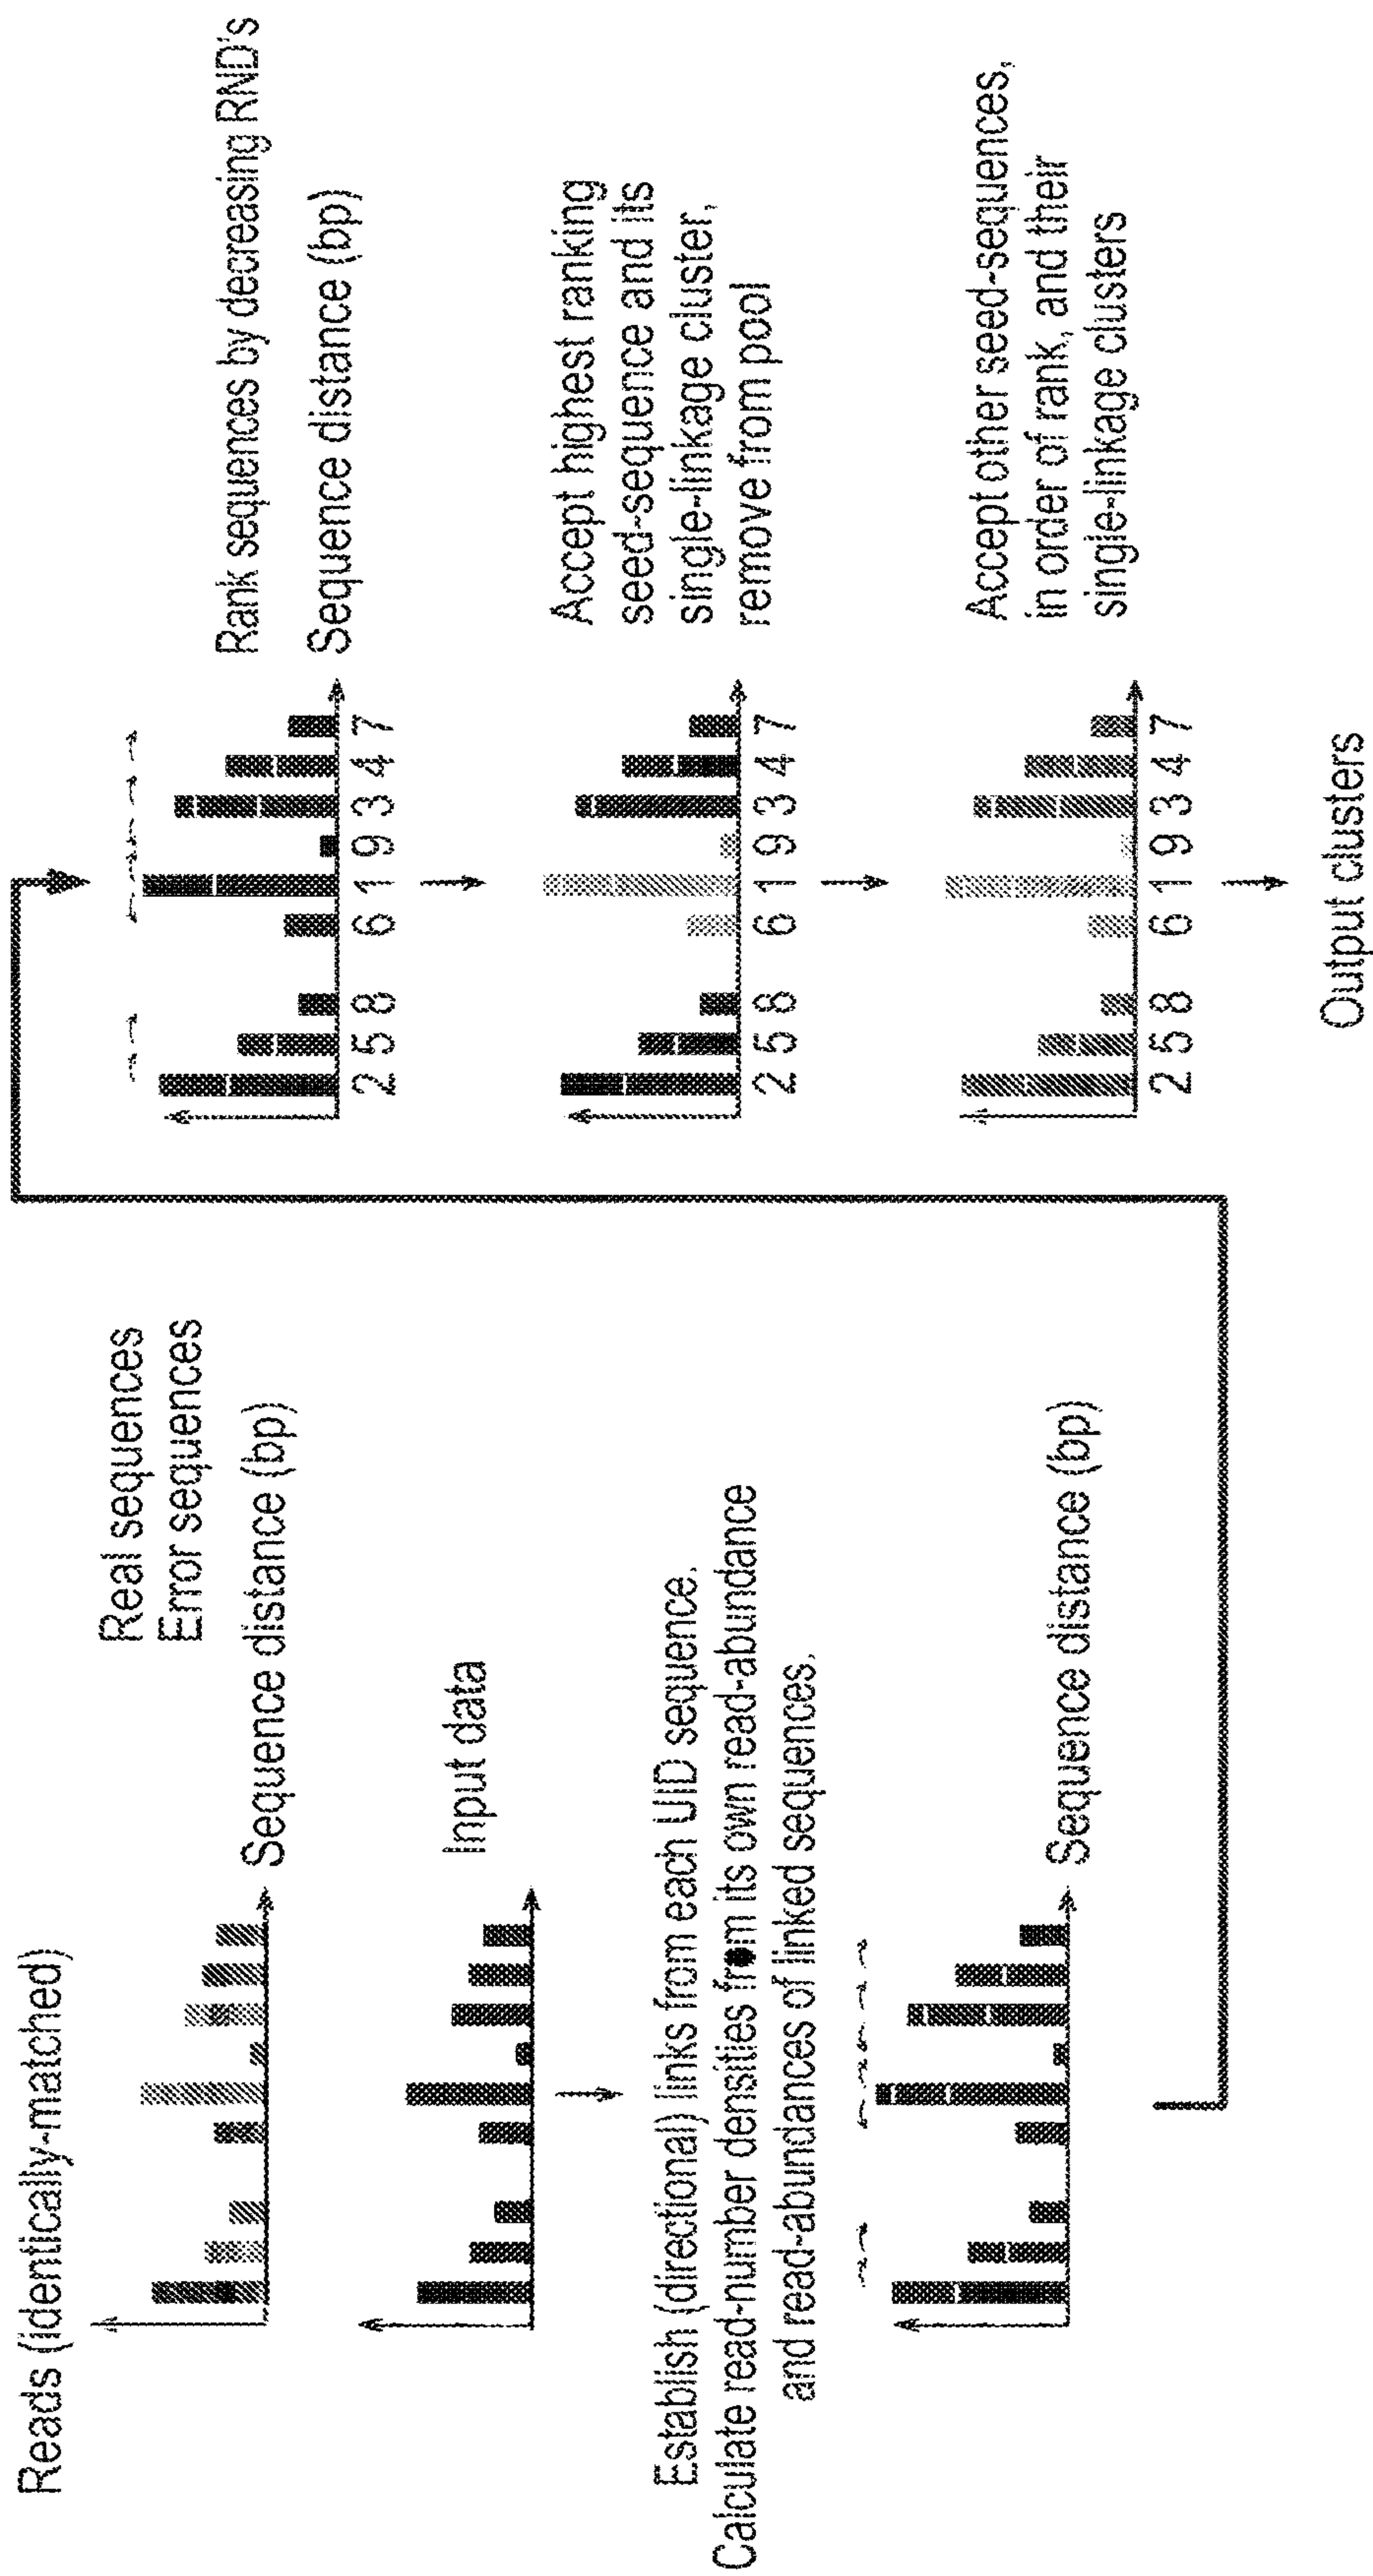 Reads (identically-matched)
Real sequences
Error sequences
Sequence distance (bp)
Input data
Establish (directional) links from each UID sequence.
Calculate read-number densities from its own read-abundance
and read-abundances of linked sequences.
Sequence distance (bp)
Rank sequences by decreasing RND's
Sequence distance (bp)
2 5 8 6 1 9 3 4 7
Accept highest ranking
seed-sequence and its
single-linkage cluster,
remove from pool
2 5 8 6 1 9 3 4 7
Accept other seed-sequences,
in order of rank, and their
single-linkage clusters
2 5 8 6 1 9 3 4 7
Output clusters